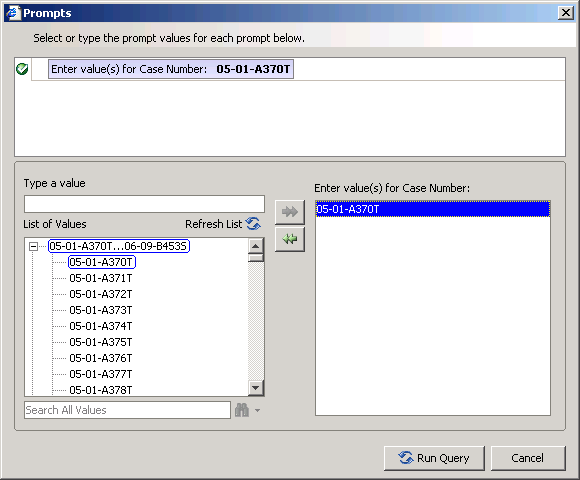 Prompts
Select or type the prompt values for each prompt below.
Enter value(s) for Case Number: 05-01-A370T
Type a value
List of Values Refresh List
05-01-A370T...06-09-B453S
05-01-A370T
05-01-A371T
05-01-A372T
05-01-A373T
05-01-A374T
05-01-A375T
05-01-A376T
05-01-A377T
05-01-A378T
Search All Values
Enter value(s) for Case Number:
05-01-A370T
Run Query Cancel